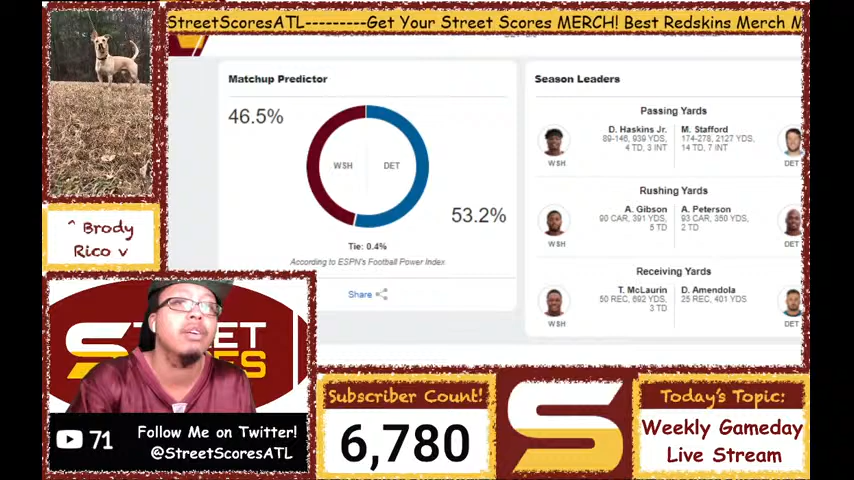 StreetScoresATL---------Get Your Street Scores MERCH! Best Redskins Merch
Matchup Predictor
46.5%
WSH
DET
53.2%
Tie: 0.4%
According to ESPN's Football Power Index
Share
Season Leaders
Passing Yards
D. Haskins Jr.
89-146, 939 YDS,
4 TD, 3 INT
M. Stafford
174-278, 2127 YDS,
14 TD, 7 INT
WSH
DET
Rushing Yards
A. Gibson
90 CAR, 391 YDS,
5 TD
A. Peterson
93 CAR, 350 YDS,
2 TD
WSH
DET
Receiving Yards
T. McLaurin
50 REC, 692 YDS,
3 TD
D. Amendola
25 REC, 401 YDS
WSH
DET
^ Brody
Rico v
71
Follow Me on Twitter!
@StreetScoresATL
Subscriber Count!
6,780
Today's Topic:
Weekly Gameday
Live Stream